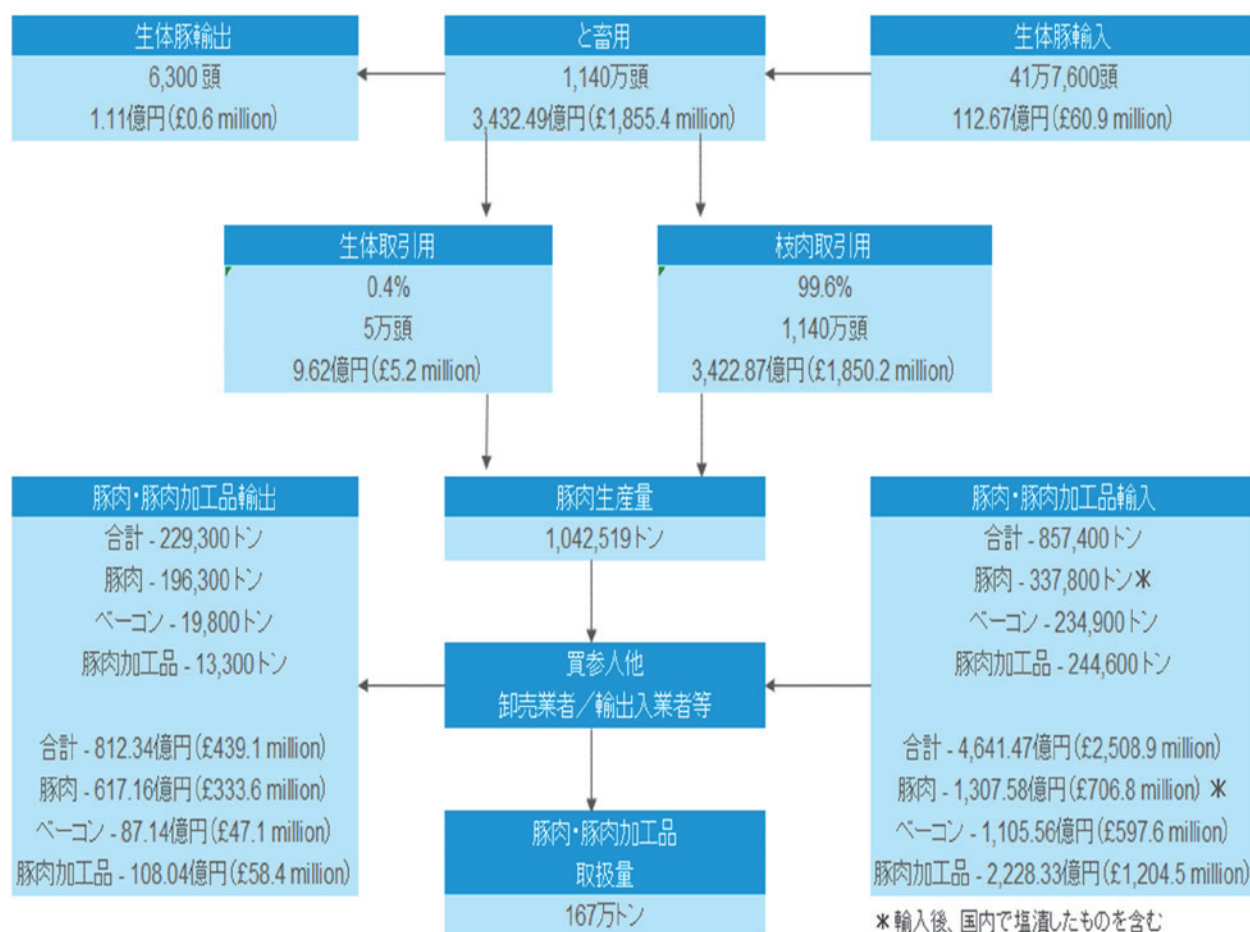 生体豚輸出
6,300 頭
1.11億円(£0.6 million)
と畜用
1,140万頭
3,432.49億円(£1,855.4 million)
生体豚輸入
41万7,600頭
112.67億円(£60.9 million)
生体取引用
0.4%
5万頭
9.62億円(£5.2 million)
枝肉取引用
99.6%
1,140万頭
3,422.87億円(£1,850.2 million)
豚肉・豚肉加工品輸出
合計 - 229,300トン
豚肉 - 196,300トン
ベーコン - 19,800トン
豚肉加工品 - 13,300トン
合計 - 812.34億円(£439.1 million)
豚肉 - 617.16億円(£333.6 million)
ベーコン - 87.14億円(£47.1 million)
豚肉加工品 - 108.04億円(£58.4 million)
豚肉生産量
1,042,519トン
買参人他
卸売業者／輸出入業者等
豚肉・豚肉加工品
取扱量
167万トン
豚肉・豚肉加工品輸入
合計 - 857,400トン
豚肉 - 337,800トン＊
ベーコン - 234,900トン
豚肉加工品 - 244,600トン
合計 - 4,641.47億円(£2,508.9 million)
豚肉 - 1,307.58億円(£706.8 million) ＊
ベーコン - 1,105.56億円(£597.6 million)
豚肉加工品 - 2,228.33億円(£1,204.5 million)
＊輸入後、国内で塩漬したものを含む